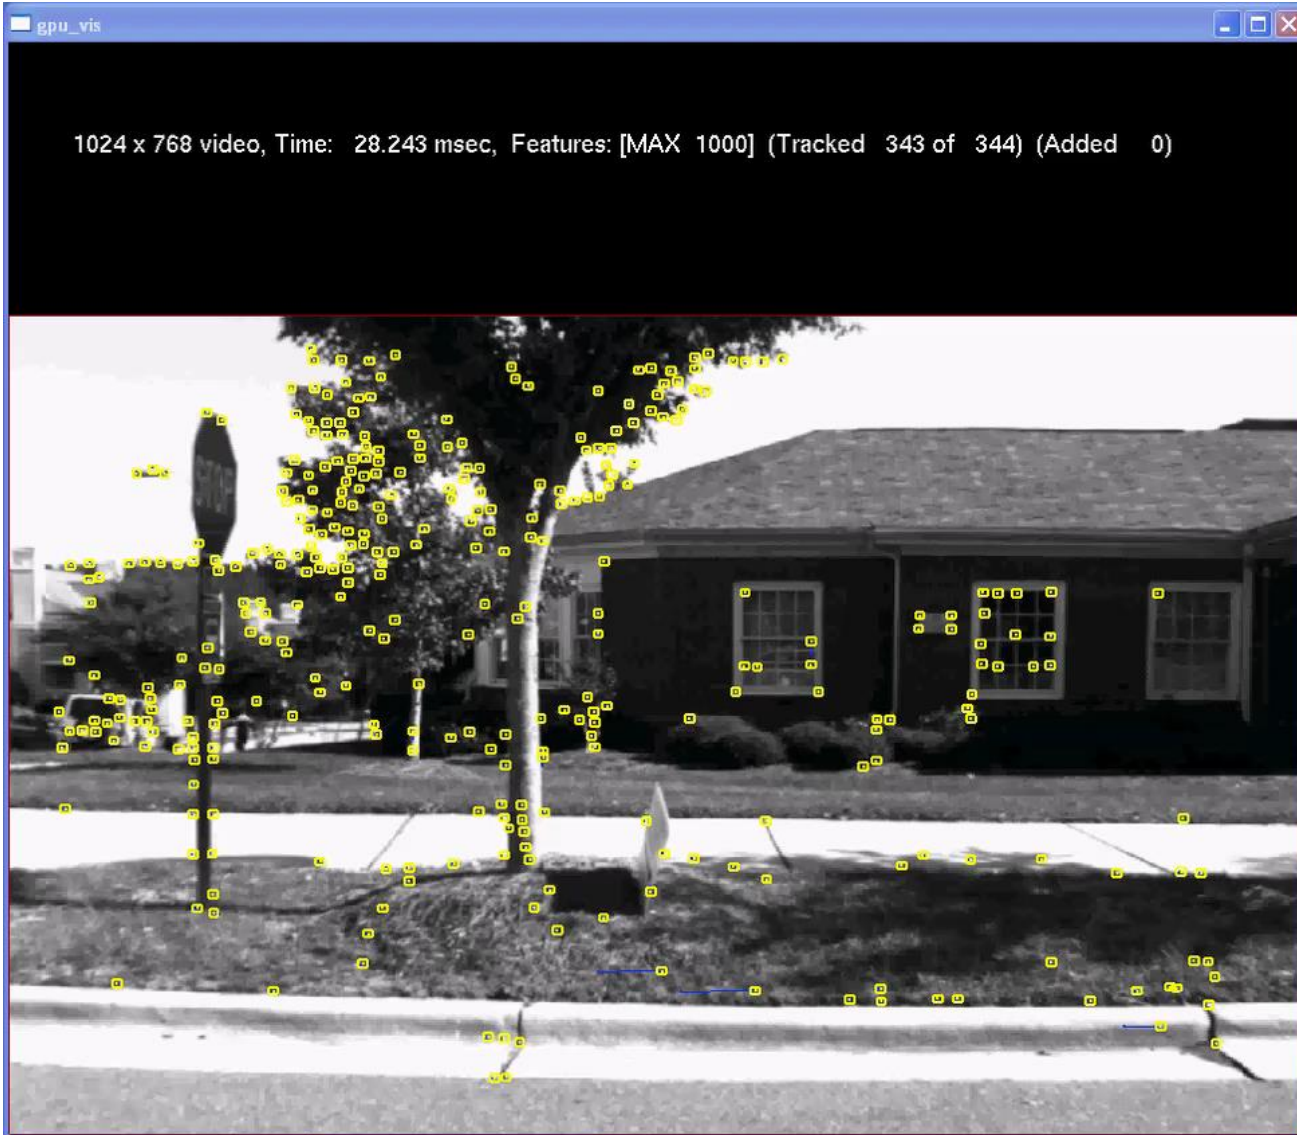 gpu_vis
1024 x 768 video, Time: 28.243 msec, Features: [MAX 1000] (Tracked 343 of 344) (Added 0)
STOP